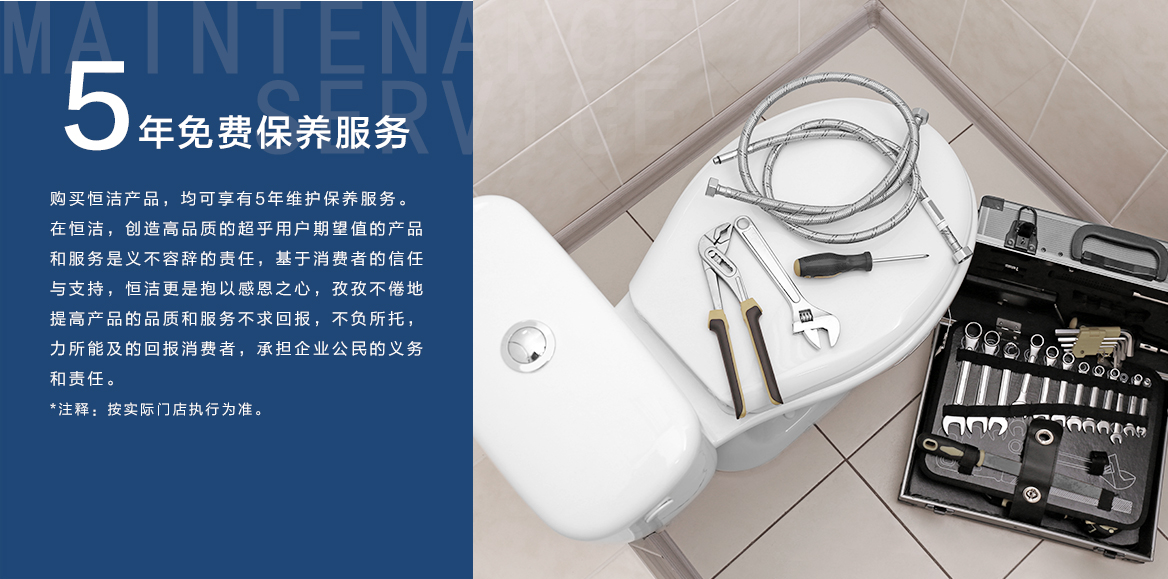 MAINTENANCE
SERVICE
5年免费保养服务
购买恒洁产品，均可享有5年维护保养服务。
在恒洁，创造高品质的超乎用户期望值的产品
和服务是义不容辞的责任，基于消费者的信任
与支持，恒洁更是抱以感恩之心，孜孜不倦地
提高产品的品质和服务不求回报，不负所托，
力所能及的回报消费者，承担企业公民的义务
和责任。
*注释：按实际门店执行为准。